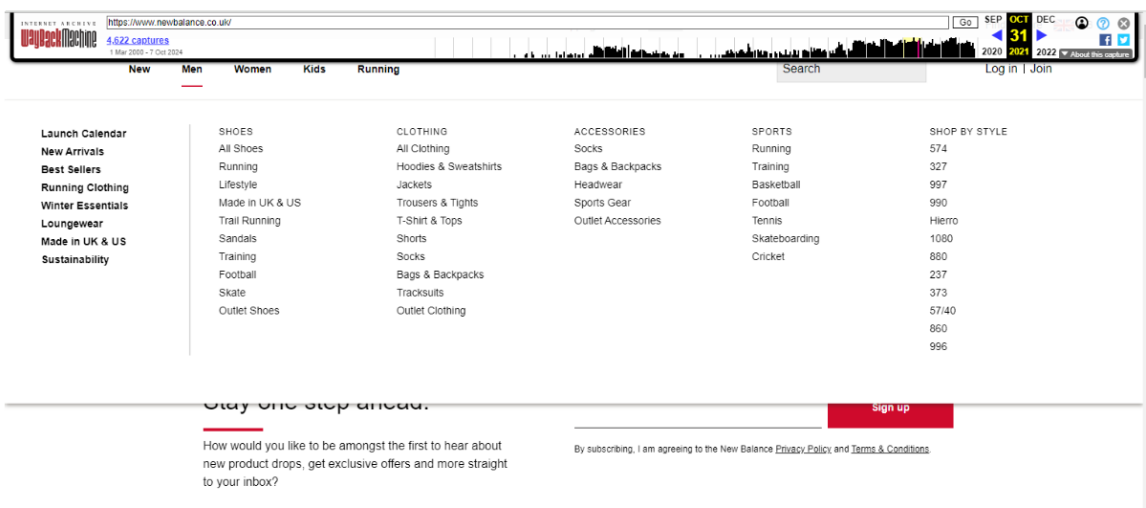 INTERNET ARCHIVE
WayBackMachine
https://www.newbalance.co.uk/
Go
4,622 captures
1 Mar 2000 - 7 Oct 2024
SEP OCT DEC
31
2020 2021 2022
About this capture
New Men Women Kids Running
Search
Log in | Join
Launch Calendar
New Arrivals
Best Sellers
Running Clothing
Winter Essentials
Loungewear
Made in UK & US
Sustainability
SHOES
All Shoes
Running
Lifestyle
Made in UK & US
Trail Running
Sandals
Training
Football
Skate
Outlet Shoes
CLOTHING
All Clothing
Hoodies & Sweatshirts
Jackets
Trousers & Tights
T-Shirt & Tops
Shorts
Socks
Bags & Backpacks
Tracksuits
Outlet Clothing
ACCESSORIES
Socks
Bags & Backpacks
Headwear
Sports Gear
Outlet Accessories
SPORTS
Running
Training
Basketball
Football
Tennis
Skateboarding
Cricket
SHOP BY STYLE
574
327
997
990
Hierro
1080
880
237
373
57/40
860
996
Stay one step ahead.
How would you like to be amongst the first to hear about
new product drops, get exclusive offers and more straight
to your inbox?
Sign up
By subscribing, I am agreeing to the New Balance Privacy Policy and Terms & Conditions.